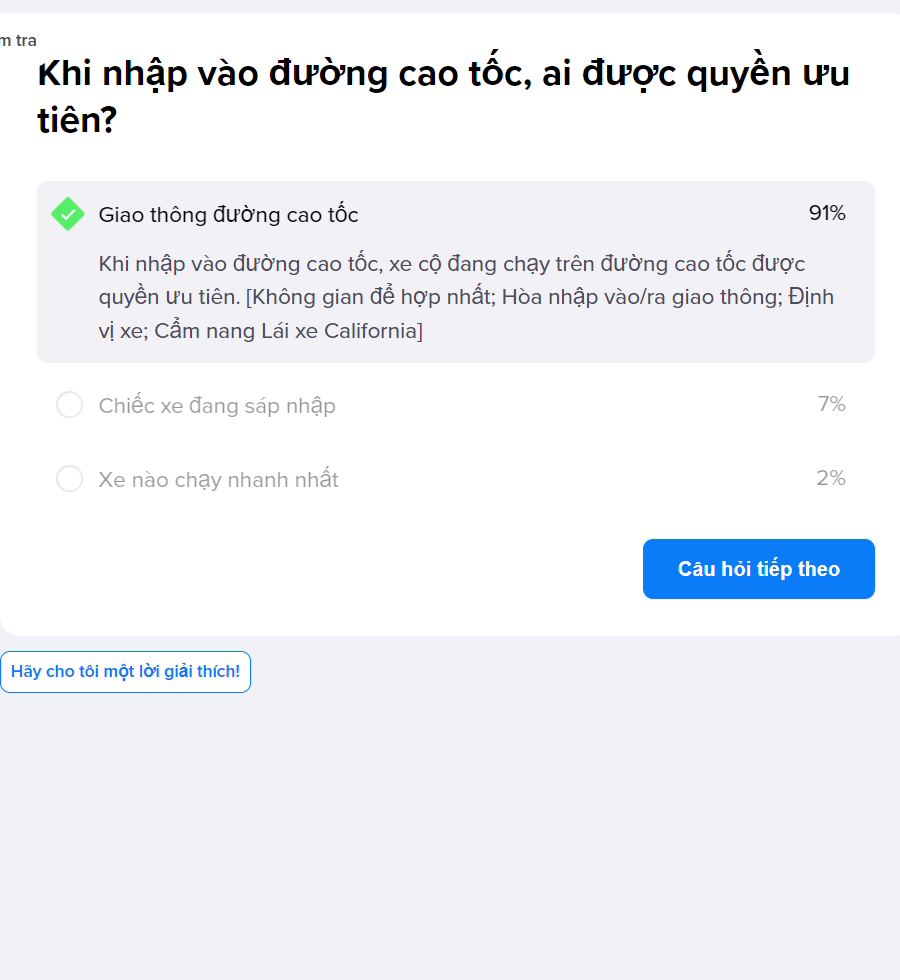 m tra
Khi nhập vào đường cao tốc, ai được quyền ưu
tiên?
Giao thông đường cao tốc 91%
Khi nhập vào đường cao tốc, xe cộ đang chạy trên đường cao tốc được
quyền ưu tiên. [Không gian để hợp nhất; Hòa nhập vào/ra giao thông; Định
vị xe; Cẩm nang Lái xe California]
Chiếc xe đang sáp nhập 7%
Xe nào chạy nhanh nhất 2%
Câu hỏi tiếp theo
Hãy cho tôi một lời giải thích!